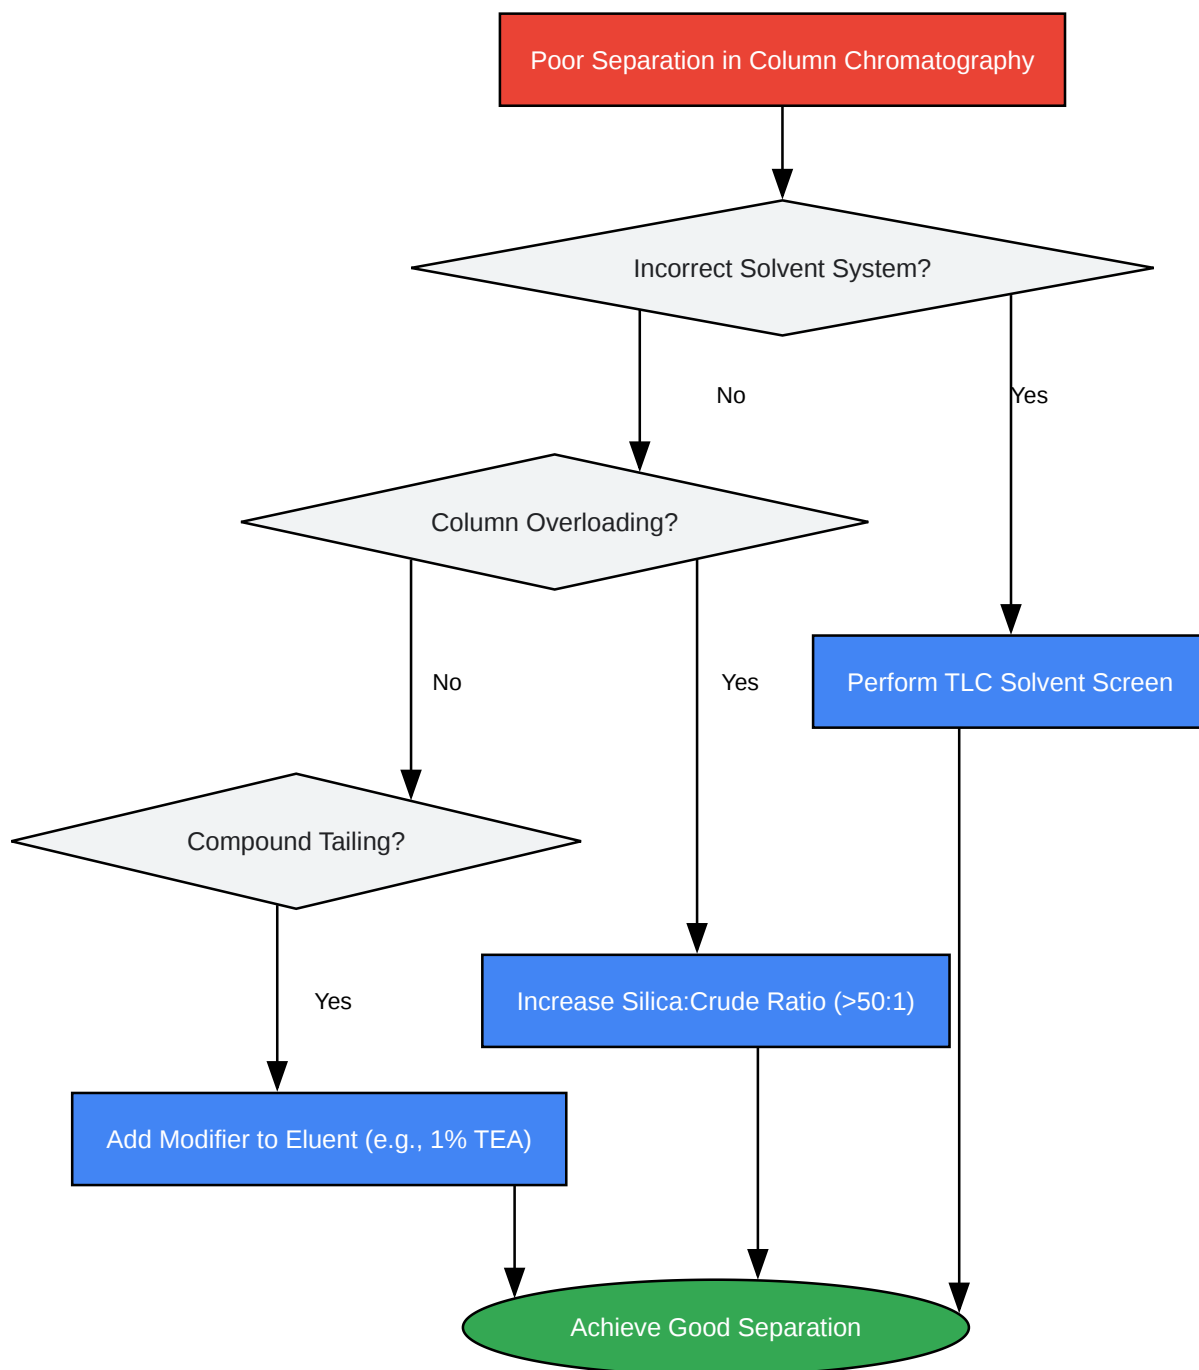 Poor Separation in Column Chromatography
Incorrect Solvent System?
No
Yes
Column Overloading?
No
Yes
Perform TLC Solvent Screen
Compound Tailing?
Yes
Increase Silica:Crude Ratio (>50:1)
Add Modifier to Eluent (e.g., 1% TEA)
Achieve Good Separation